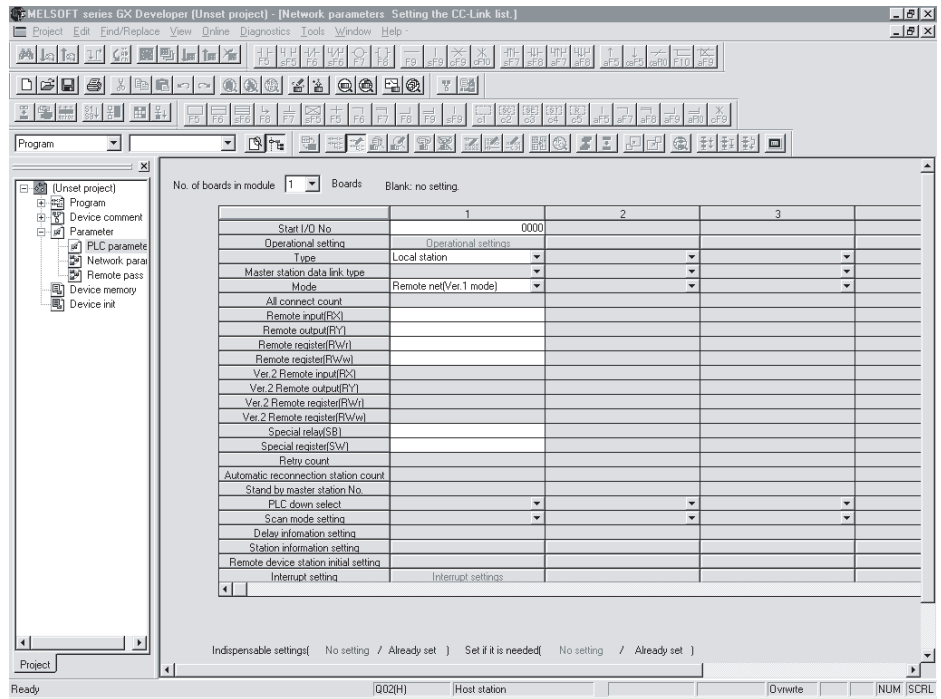 MELSOFT series GX Developer (Unset project) - [Network parameters Setting the CC-Link list.]
Project Edit Find/Replace View Online Diagnostics Tools Window Help
Program
(Unset project)
Program
Device comment
Parameter
PLC paramete
Network parar
Remote pass
Device memory
Device init
Project
No. of boards in module 1 Boards Blank: no setting.
1 2 3
Start I/O No 0000
Operational setting Operational settings
Type Local station
Master station data link type
Mode Remote net(Ver.1 mode)
All connect count
Remote input(RX)
Remote output(RY)
Remote register(RWr)
Remote register(RWw)
Ver.2 Remote input(RX)
Ver.2 Remote output(RY)
Ver.2 Remote register(RWr)
Ver.2 Remote register(RWw)
Special relay(SB)
Special register(SW)
Retry count
Automatic reconnection station count
Stand by master station No.
PLC down select
Scan mode setting
Delay infomation setting
Station information setting
Remote device station initial setting
Interrupt setting Interrupt settings
Indispensable settings( No setting / Already set ) Set if it is needed( No setting / Already set )
Ready Q02(H) Host station Ovrwrte NUM SCRL